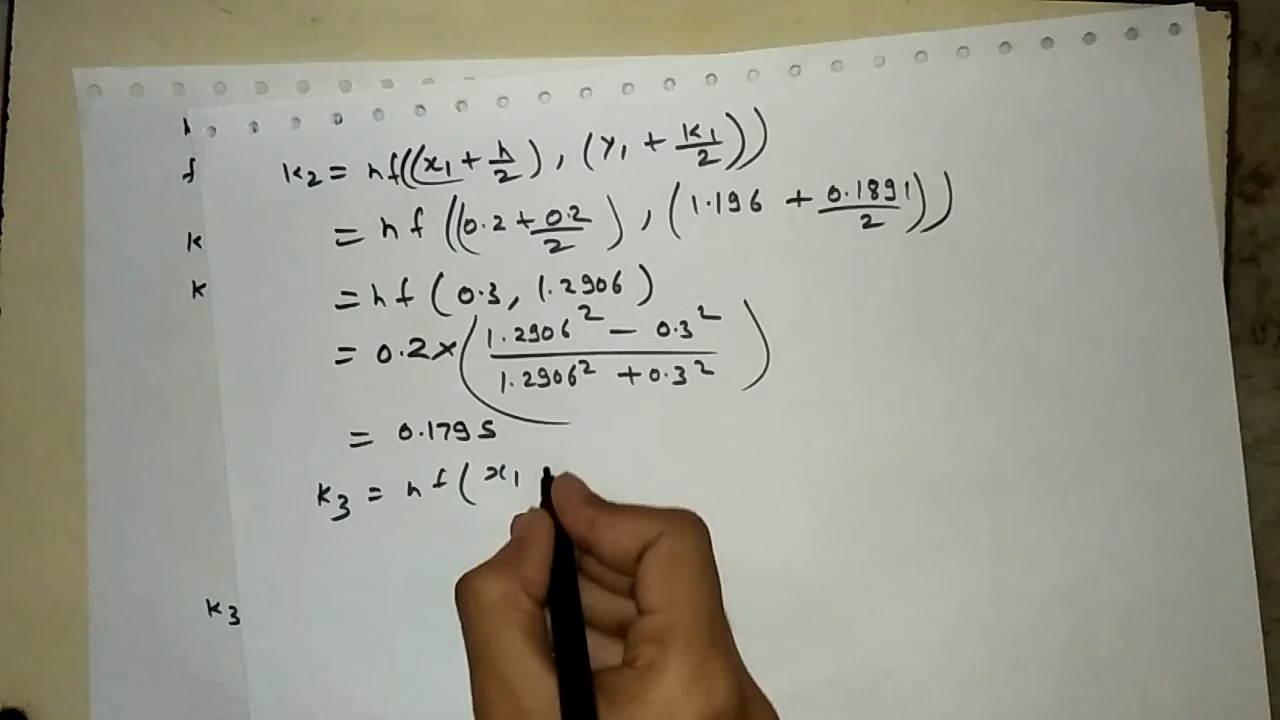 k2 = hf((x1 + h/2), (y1 + k1/2))
= hf((0.2 + 0.2/2), (1.196 + 0.1891/2))
= hf(0.3, 1.2906)
= 0.2×(1.2906² − 0.3² / 1.2906² + 0.3²)
= 0.1795
k3 = hf(x1
f
k
k
k3